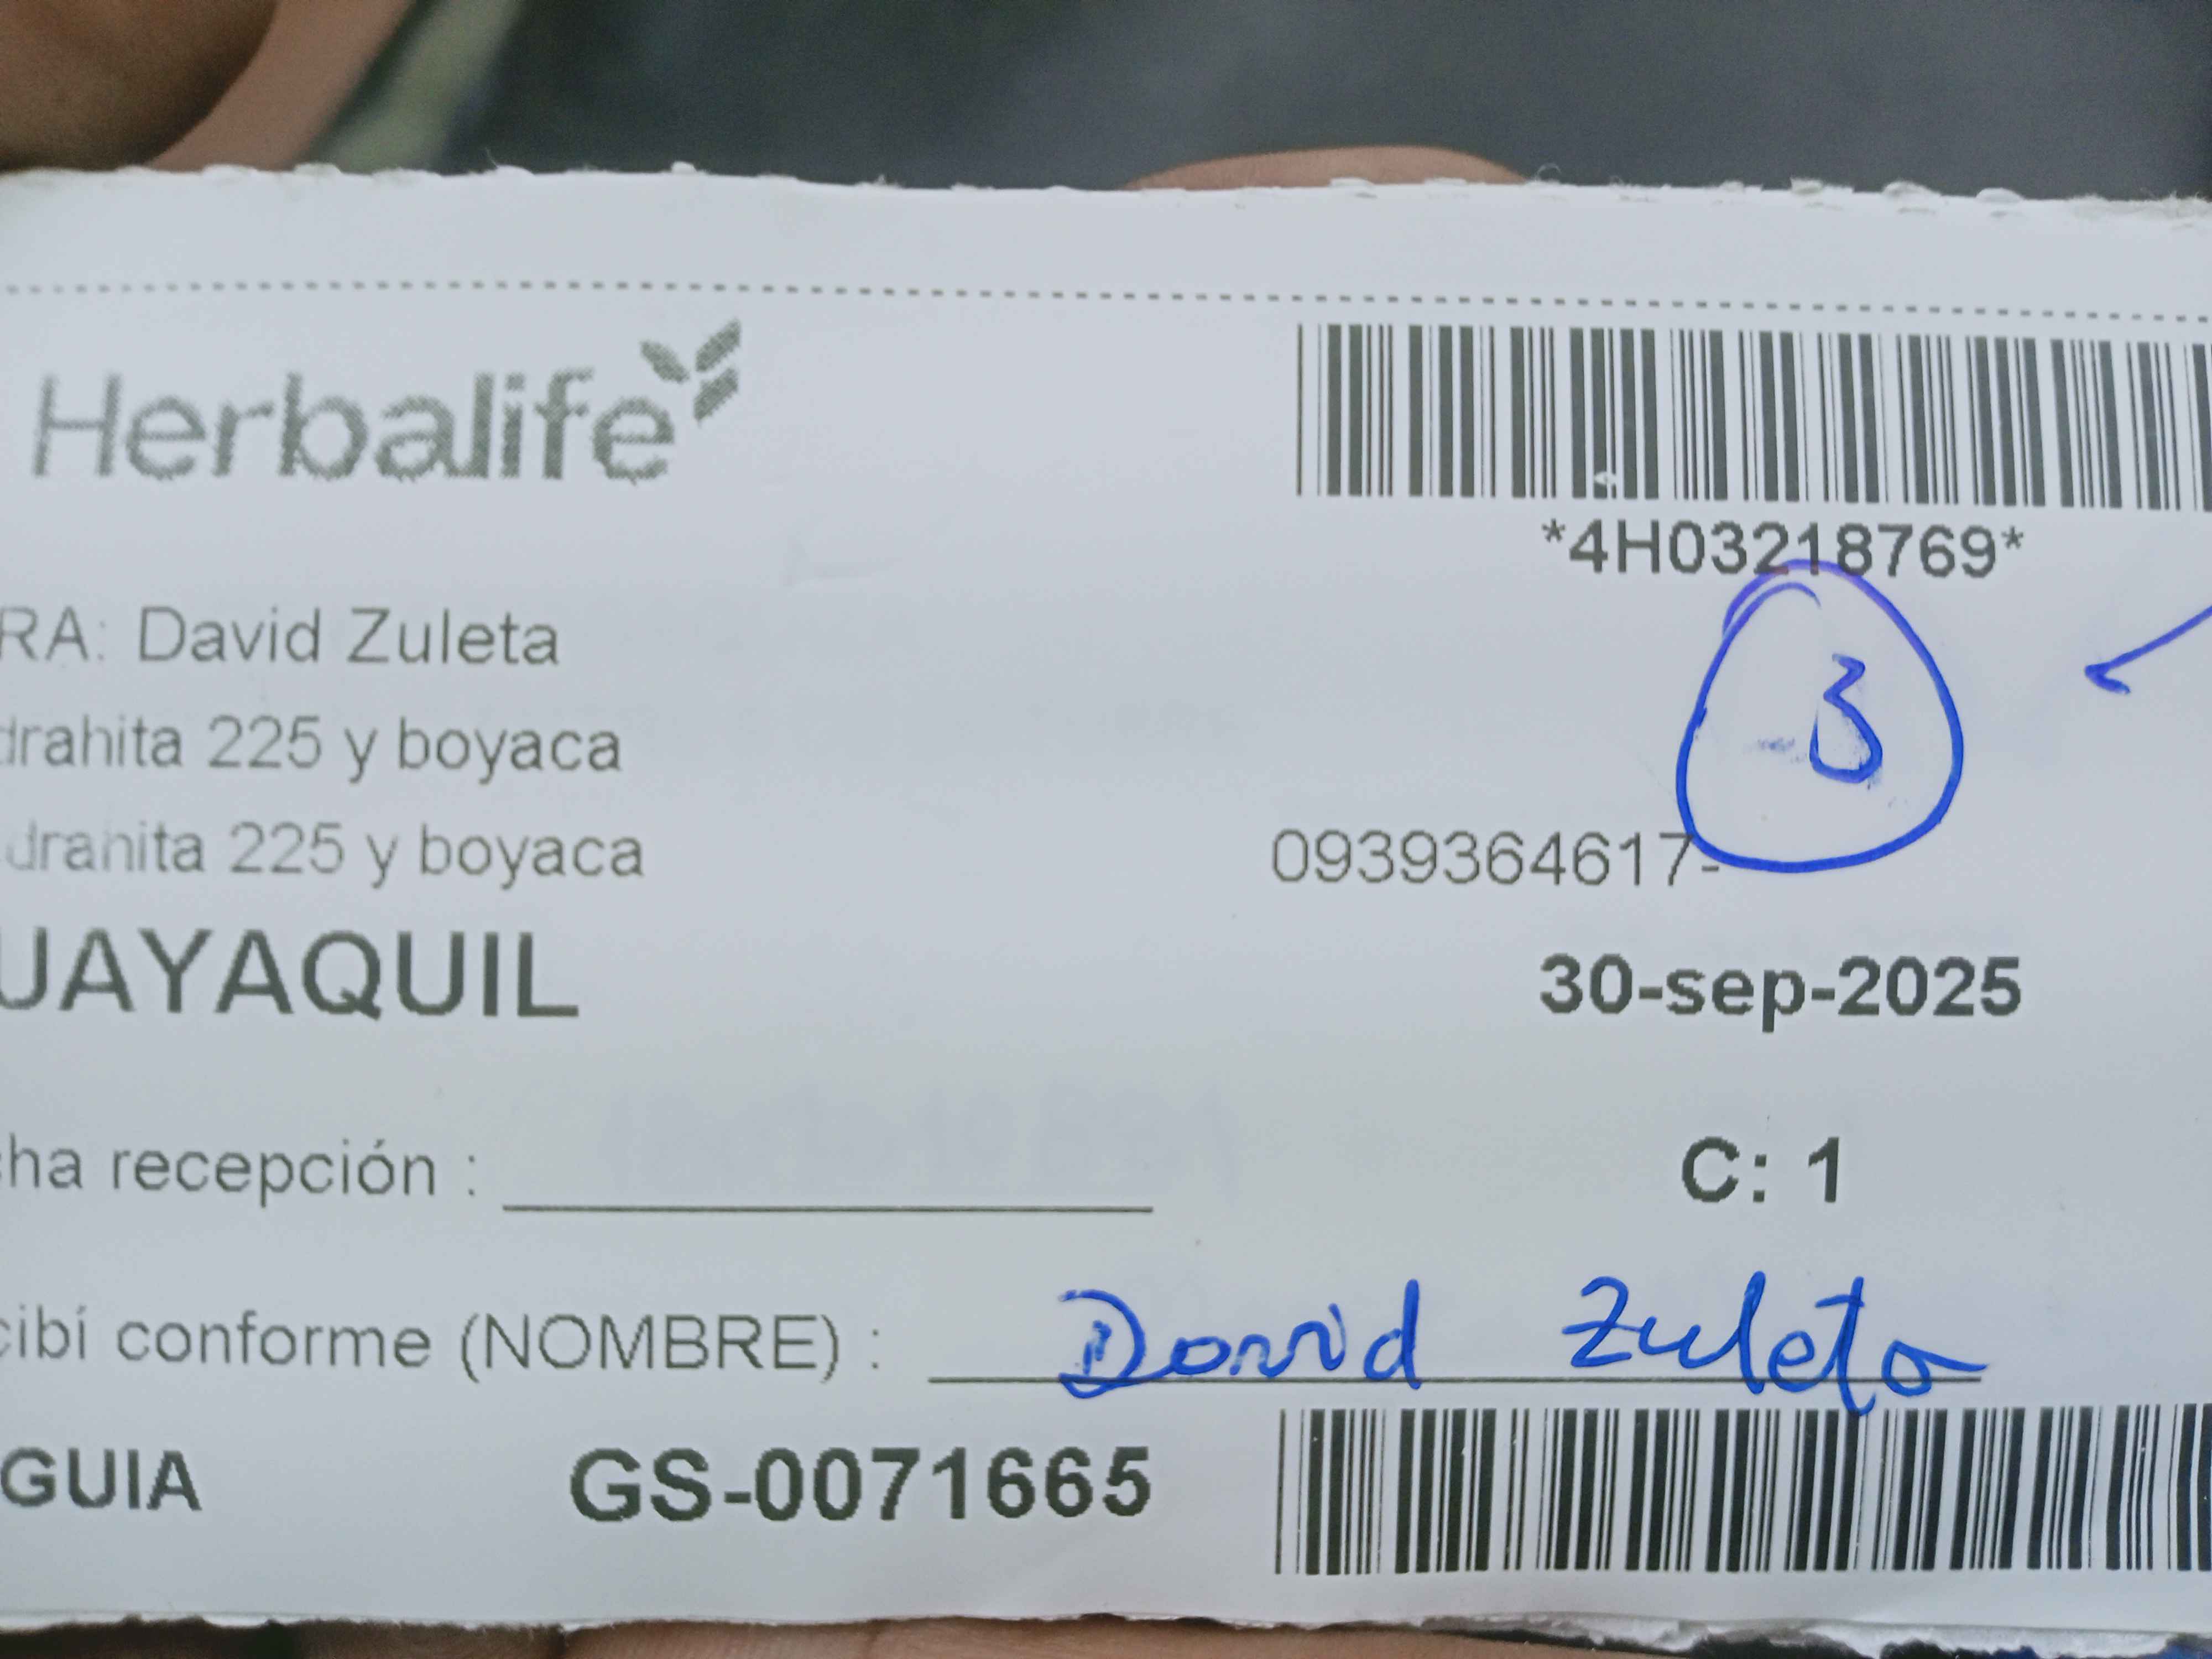 Herbalife
*4H03218769*
RA: David Zuleta
3
drahita 225 y boyaca
drahita 225 y boyaca 0939364617-
UAYAQUIL 30-sep-2025
cha recepción :
C: 1
cibí conforme (NOMBRE) : David Zuleta
GUIA GS-0071665